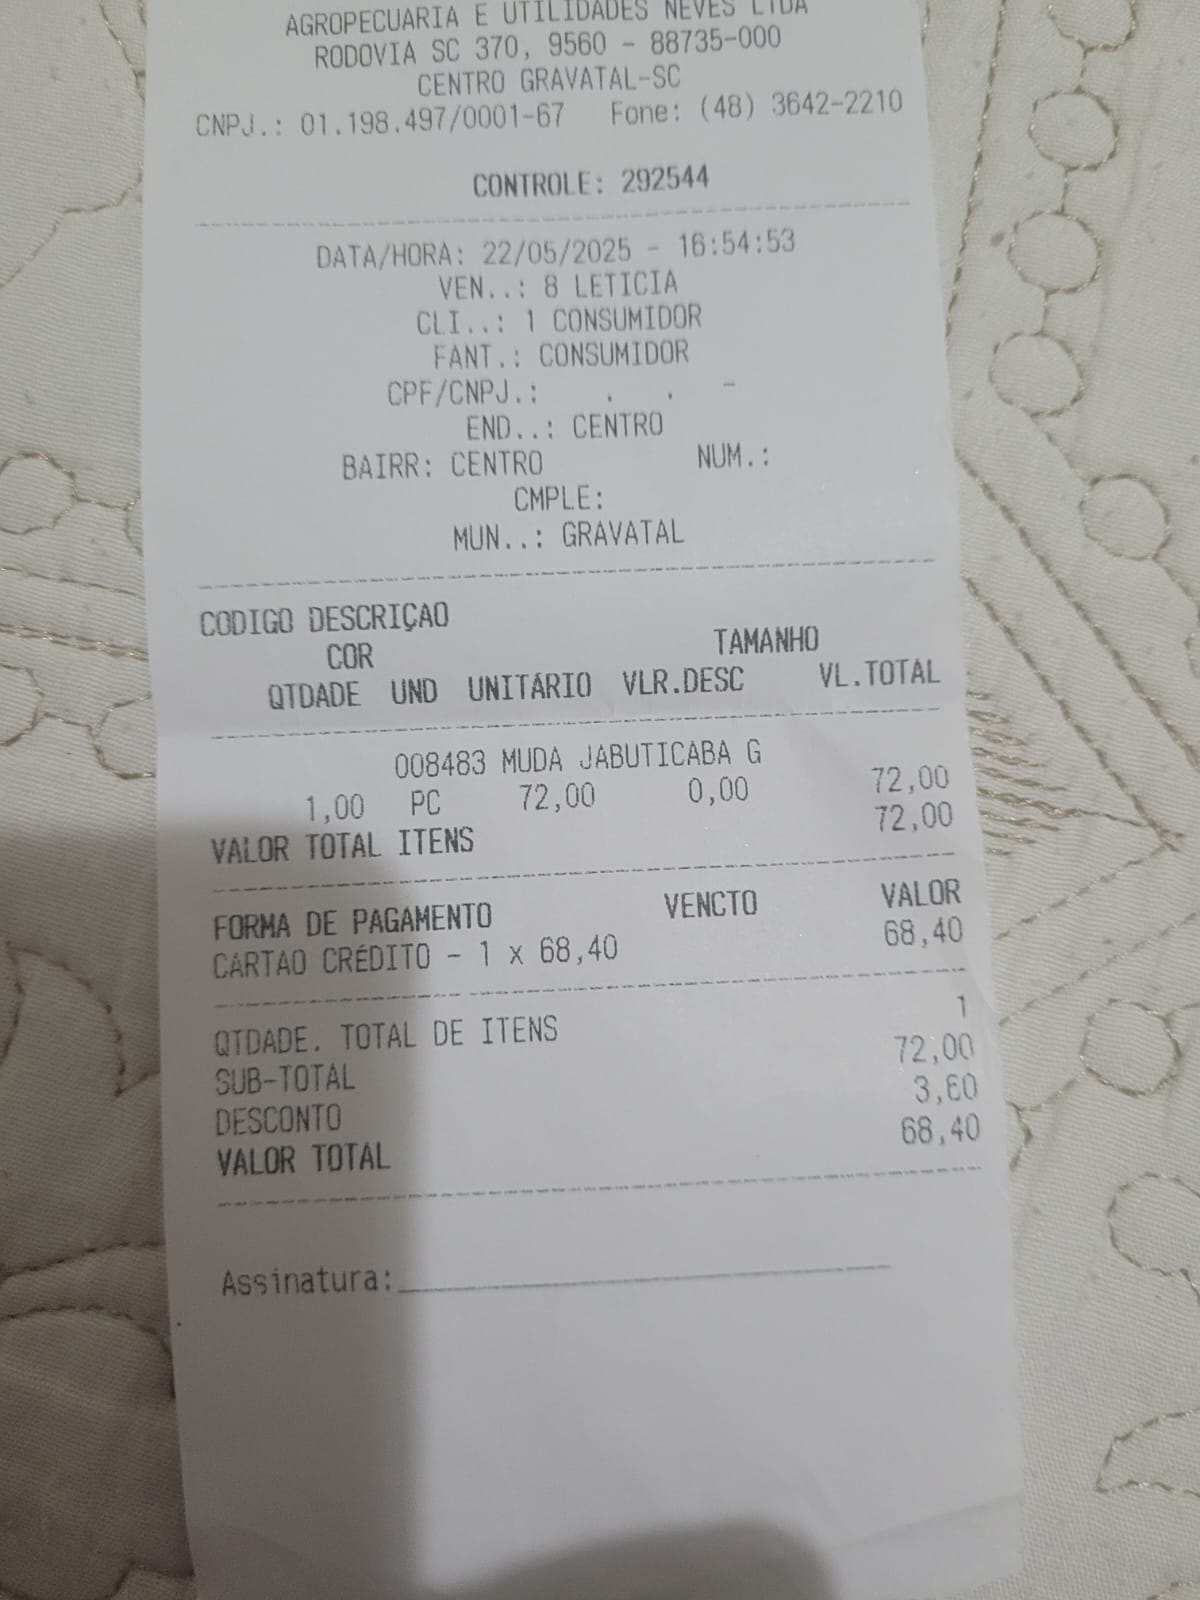 AGROPECUARIA E UTILIDADES NEVES LTDA
RODOVIA SC 370, 9560 - 88735-000
CENTRO GRAVATAL-SC
CNPJ.: 01.198.497/0001-67 Fone: (48) 3642-2210
CONTROLE: 292544
DATA/HORA: 22/05/2025 - 16:54:53
VEN..: 8 LETICIA
CLI..: 1 CONSUMIDOR
FANT.: CONSUMIDOR
CPF/CNPJ.: . . -
END..: CENTRO
BAIRR: CENTRO NUM.:
CMPLE:
MUN..: GRAVATAL
CODIGO DESCRIÇAO
COR TAMANHO
QTDADE UND UNITÁRIO VLR.DESC VL.TOTAL
008483 MUDA JABUTICABA G
1,00 PC 72,00 0,00 72,00
VALOR TOTAL ITENS 72,00
FORMA DE PAGAMENTO VENCTO VALOR
CARTAO CRÉDITO - 1 x 68,40 68,40
QTDADE. TOTAL DE ITENS 1
SUB-TOTAL 72,00
DESCONTO 3,60
VALOR TOTAL 68,40
Assinatura: